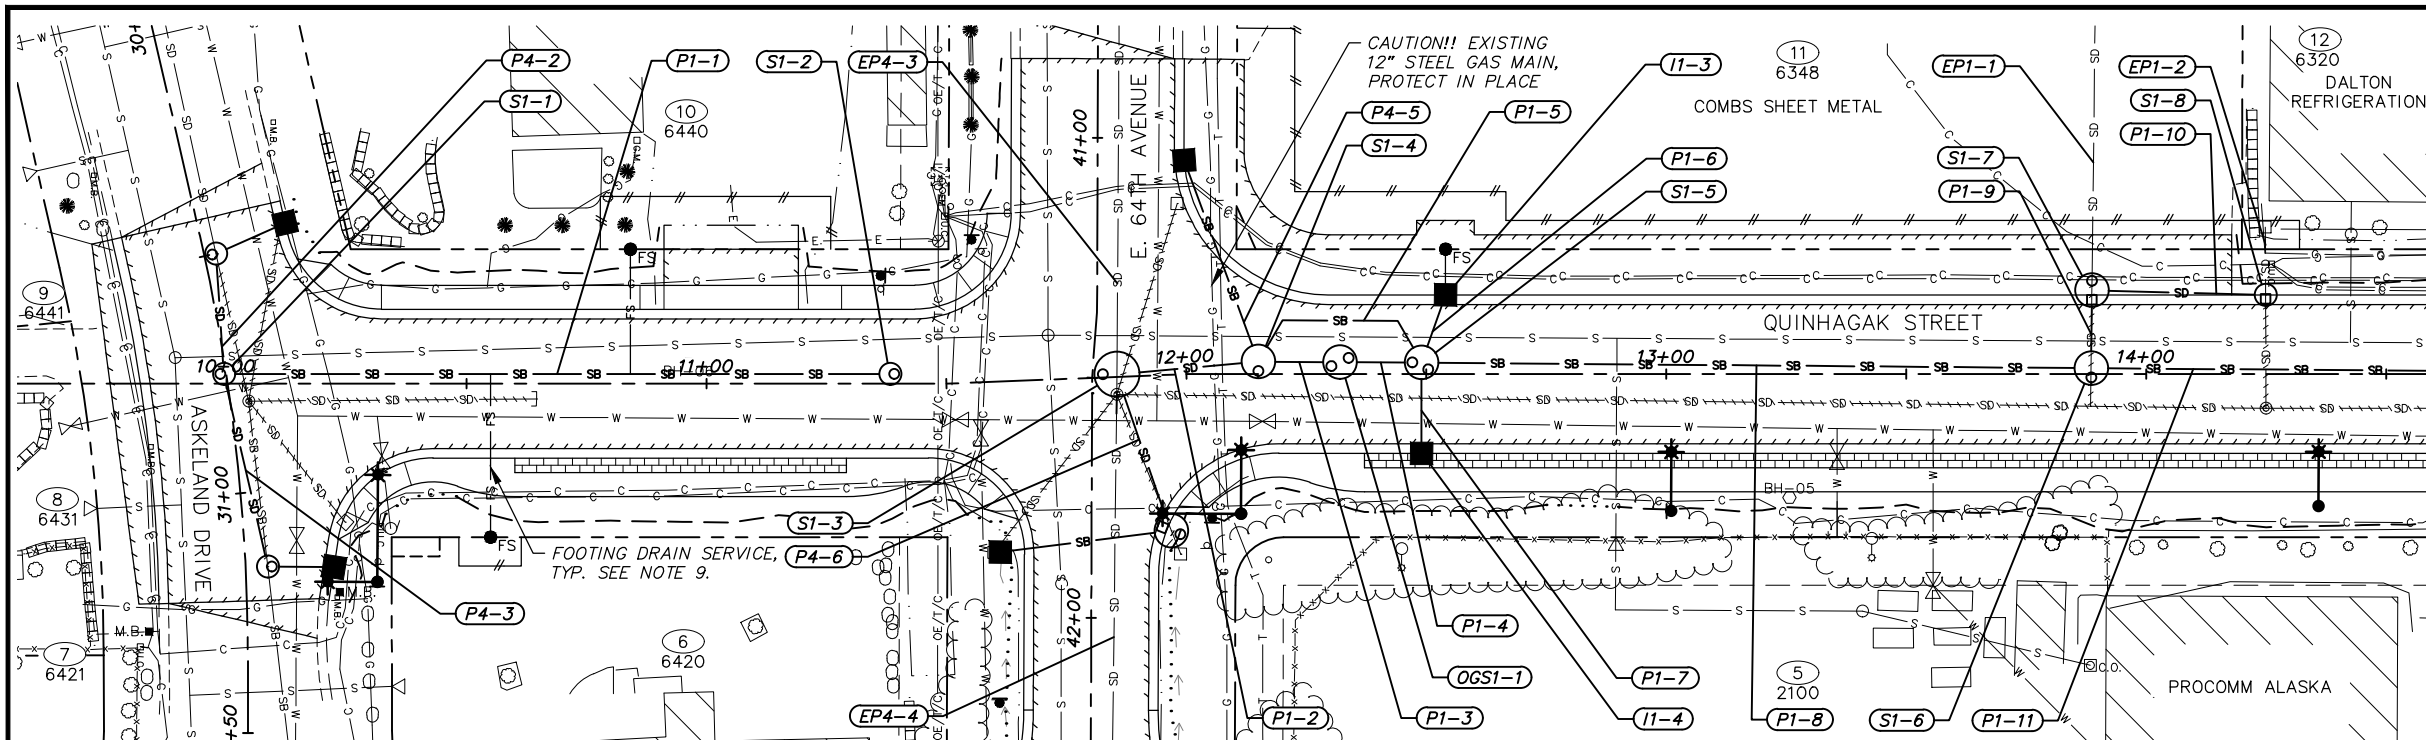 P4-2
P1-1
S1-2
EP4-3
S1-1
10
6440
CAUTION!! EXISTING
12" STEEL GAS MAIN,
PROTECT IN PLACE
I1-3
11
6348
COMBS SHEET METAL
EP1-1
EP1-2
12
6320
DALTON
REFRIGERATION
P4-5
P1-5
S1-8
S1-4
P1-10
P1-6
S1-7
S1-5
P1-9
41+00
E. 64TH AVENUE
9
6441
FS
FS
QUINHAGAK STREET
10+00
11+00
12+00
13+00
14+00
ASKELAND DRIVE
31+00
8
6431
BH-05
S1-3
FS
FOOTING DRAIN SERVICE,
TYP. SEE NOTE 9.
P4-6
P4-3
42+00
M.B.
7
6421
6
6420
P1-4
OGS1-1
P1-7
5
2100
C.O.
PROCOMM ALASKA
+50
EP4-4
P1-2
P1-3
I1-4
P1-8
S1-6
P1-11